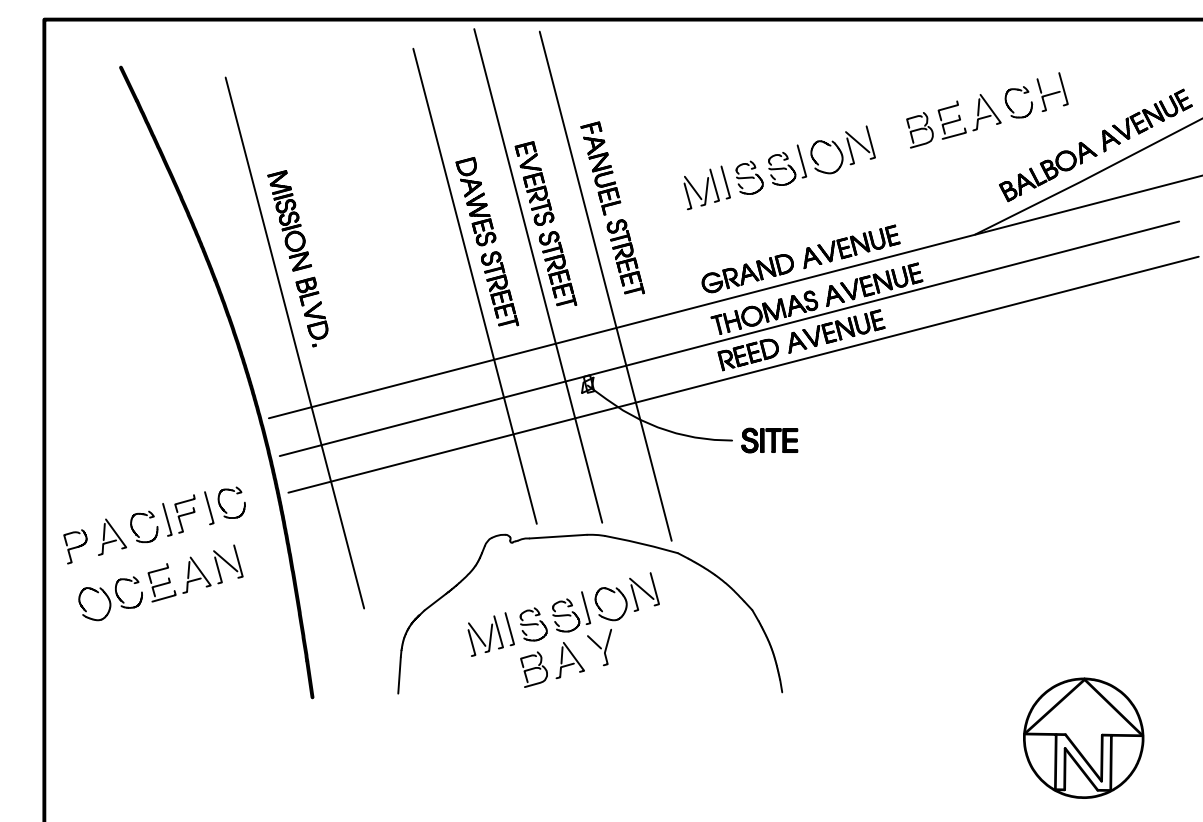 MISSION BEACH
BALBOA AVENUE
FANUEL STREET
EVERTS STREET
DAWES STREET
MISSION BLVD.
GRAND AVENUE
THOMAS AVENUE
REED AVENUE
SITE
PACIFIC
OCEAN
MISSION
BAY
N